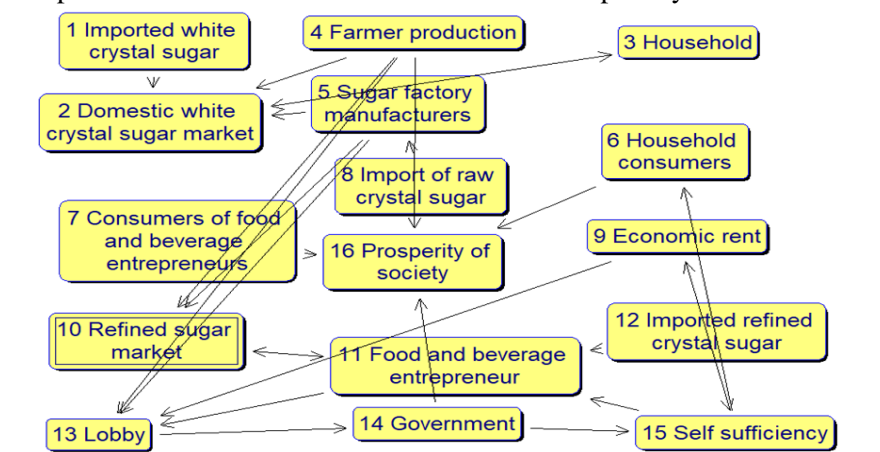 1 Imported white
crystal sugar
4 Farmer production
3 Household
2 Domestic white
crystal sugar market
5 Sugar factory
manufacturers
6 Household
consumers
8 Import of raw
crystal sugar
7 Consumers of food
and beverage
entrepreneurs
9 Economic rent
16 Prosperity of
society
10 Refined sugar
market
12 Imported refined
crystal sugar
11 Food and beverage
entrepreneur
13 Lobby
14 Government
15 Self sufficiency